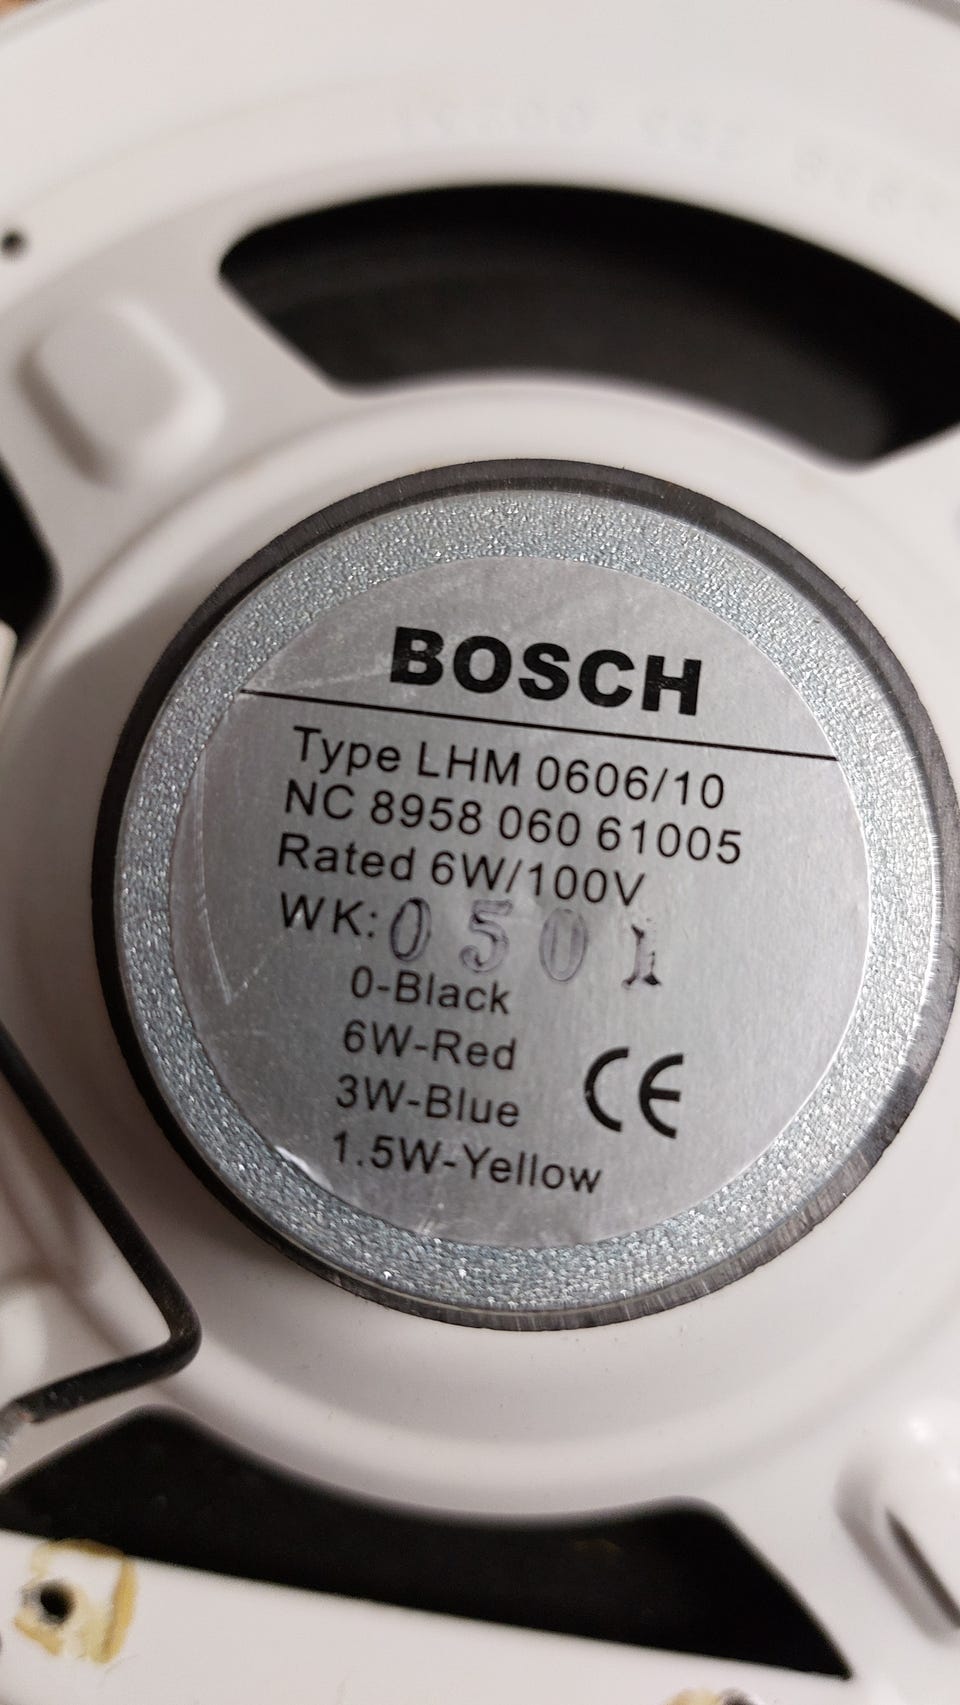 BOSCH
Type LHM 0606/10
NC 8958 060 61005
Rated 6W/100V
WK: 0501
0-Black
6W-Red
3W-Blue
1.5W-Yellow
CE